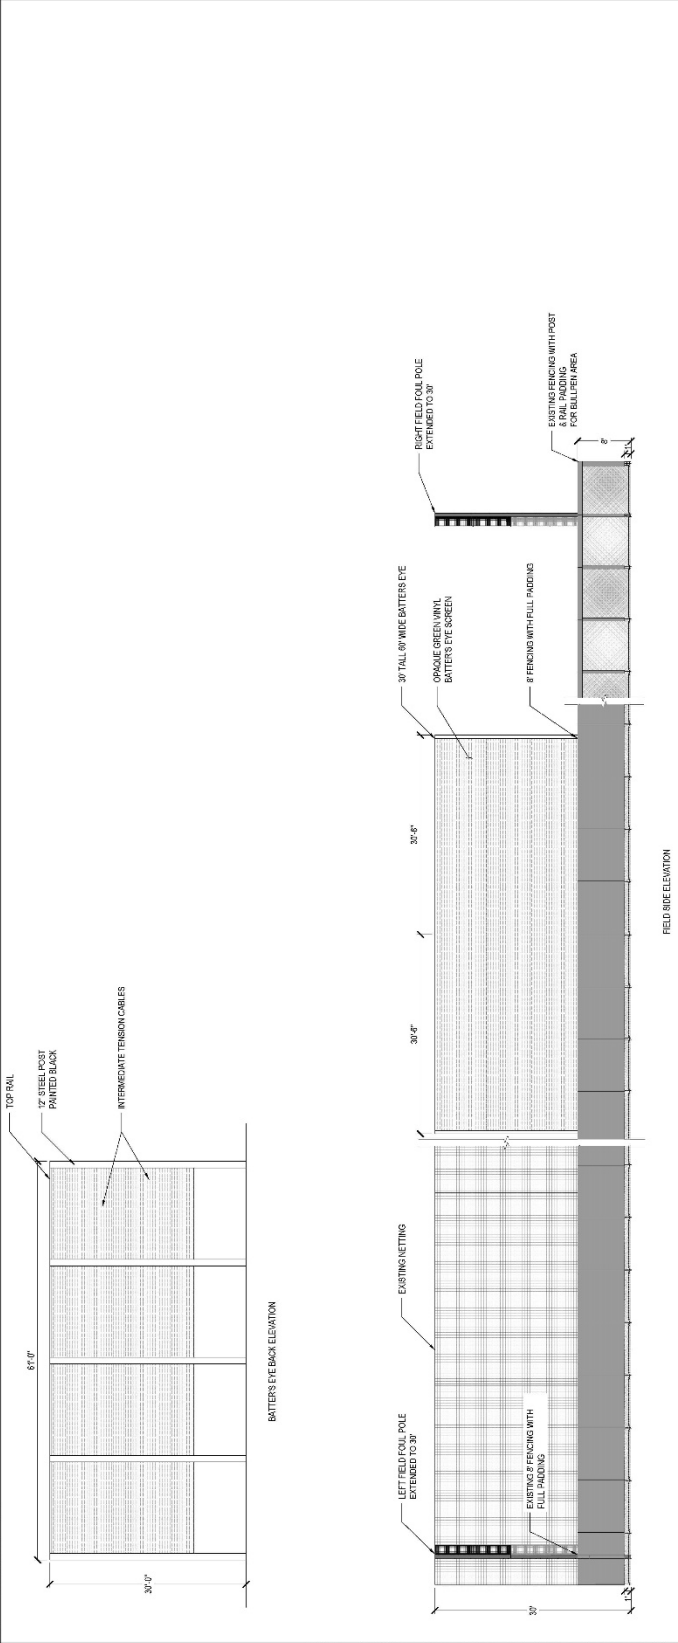 TOP RAIL
12" STEEL POST
PAINTED BLACK
INTERMEDIATE TENSION CABLES
61'-0"
30'-0"
BATTER'S EYE BACK ELEVATION
LEFT FIELD FOUL POLE
EXTENDED TO 30'
EXISTING NETTING
EXISTING 8' FENCING WITH
FULL PADDING
30'
1'
30'-6"
30'-6"
30' TALL 60' WIDE BATTERS EYE
OPAQUE GREEN VINYL
BATTER'S EYE SCREEN
8' FENCING WITH FULL PADDING
RIGHT FIELD FOUL POLE
EXTENDED TO 30'
EXISTING FENCING WITH POST
& RAIL PADDING
FOR BULLPEN AREA
8'
1'
FIELD SIDE ELEVATION